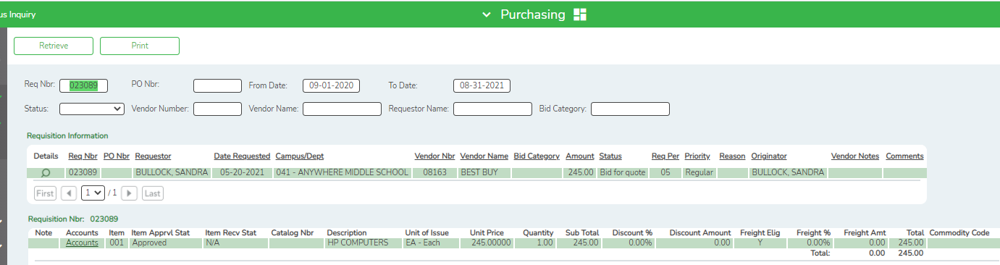 us Inquiry
Purchasing
Retrieve Print
Req Nbr: 023089 PO Nbr: From Date: 09-01-2020 To Date: 08-31-2021
Status: Vendor Number: Vendor Name: Requestor Name: Bid Category:
Requisition Information
Details Req Nbr PO Nbr Requestor Date Requested Campus/Dept Vendor Nbr Vendor Name Bid Category Amount Status Req Per Priority Reason Originator Vendor Notes Comments
023089 BULLOCK, SANDRA 05-20-2021 041 - ANYWHERE MIDDLE SCHOOL 08163 BEST BUY 245.00 Bid for quote 05 Regular BULLOCK, SANDRA
First 1 / 1 Last
Requisition Nbr: 023089
Note Accounts Item Item Apprvl Stat Item Recv Stat Catalog Nbr Description Unit of Issue Unit Price Quantity Sub Total Discount % Discount Amount Freight Elig Freight % Freight Amt Total Commodity Code
Accounts 001 Approved N/A HP COMPUTERS EA - Each 245.00000 1.00 245.00 0.00% 0.00 Y 0.00% 0.00 245.00
Total: 0.00 245.00